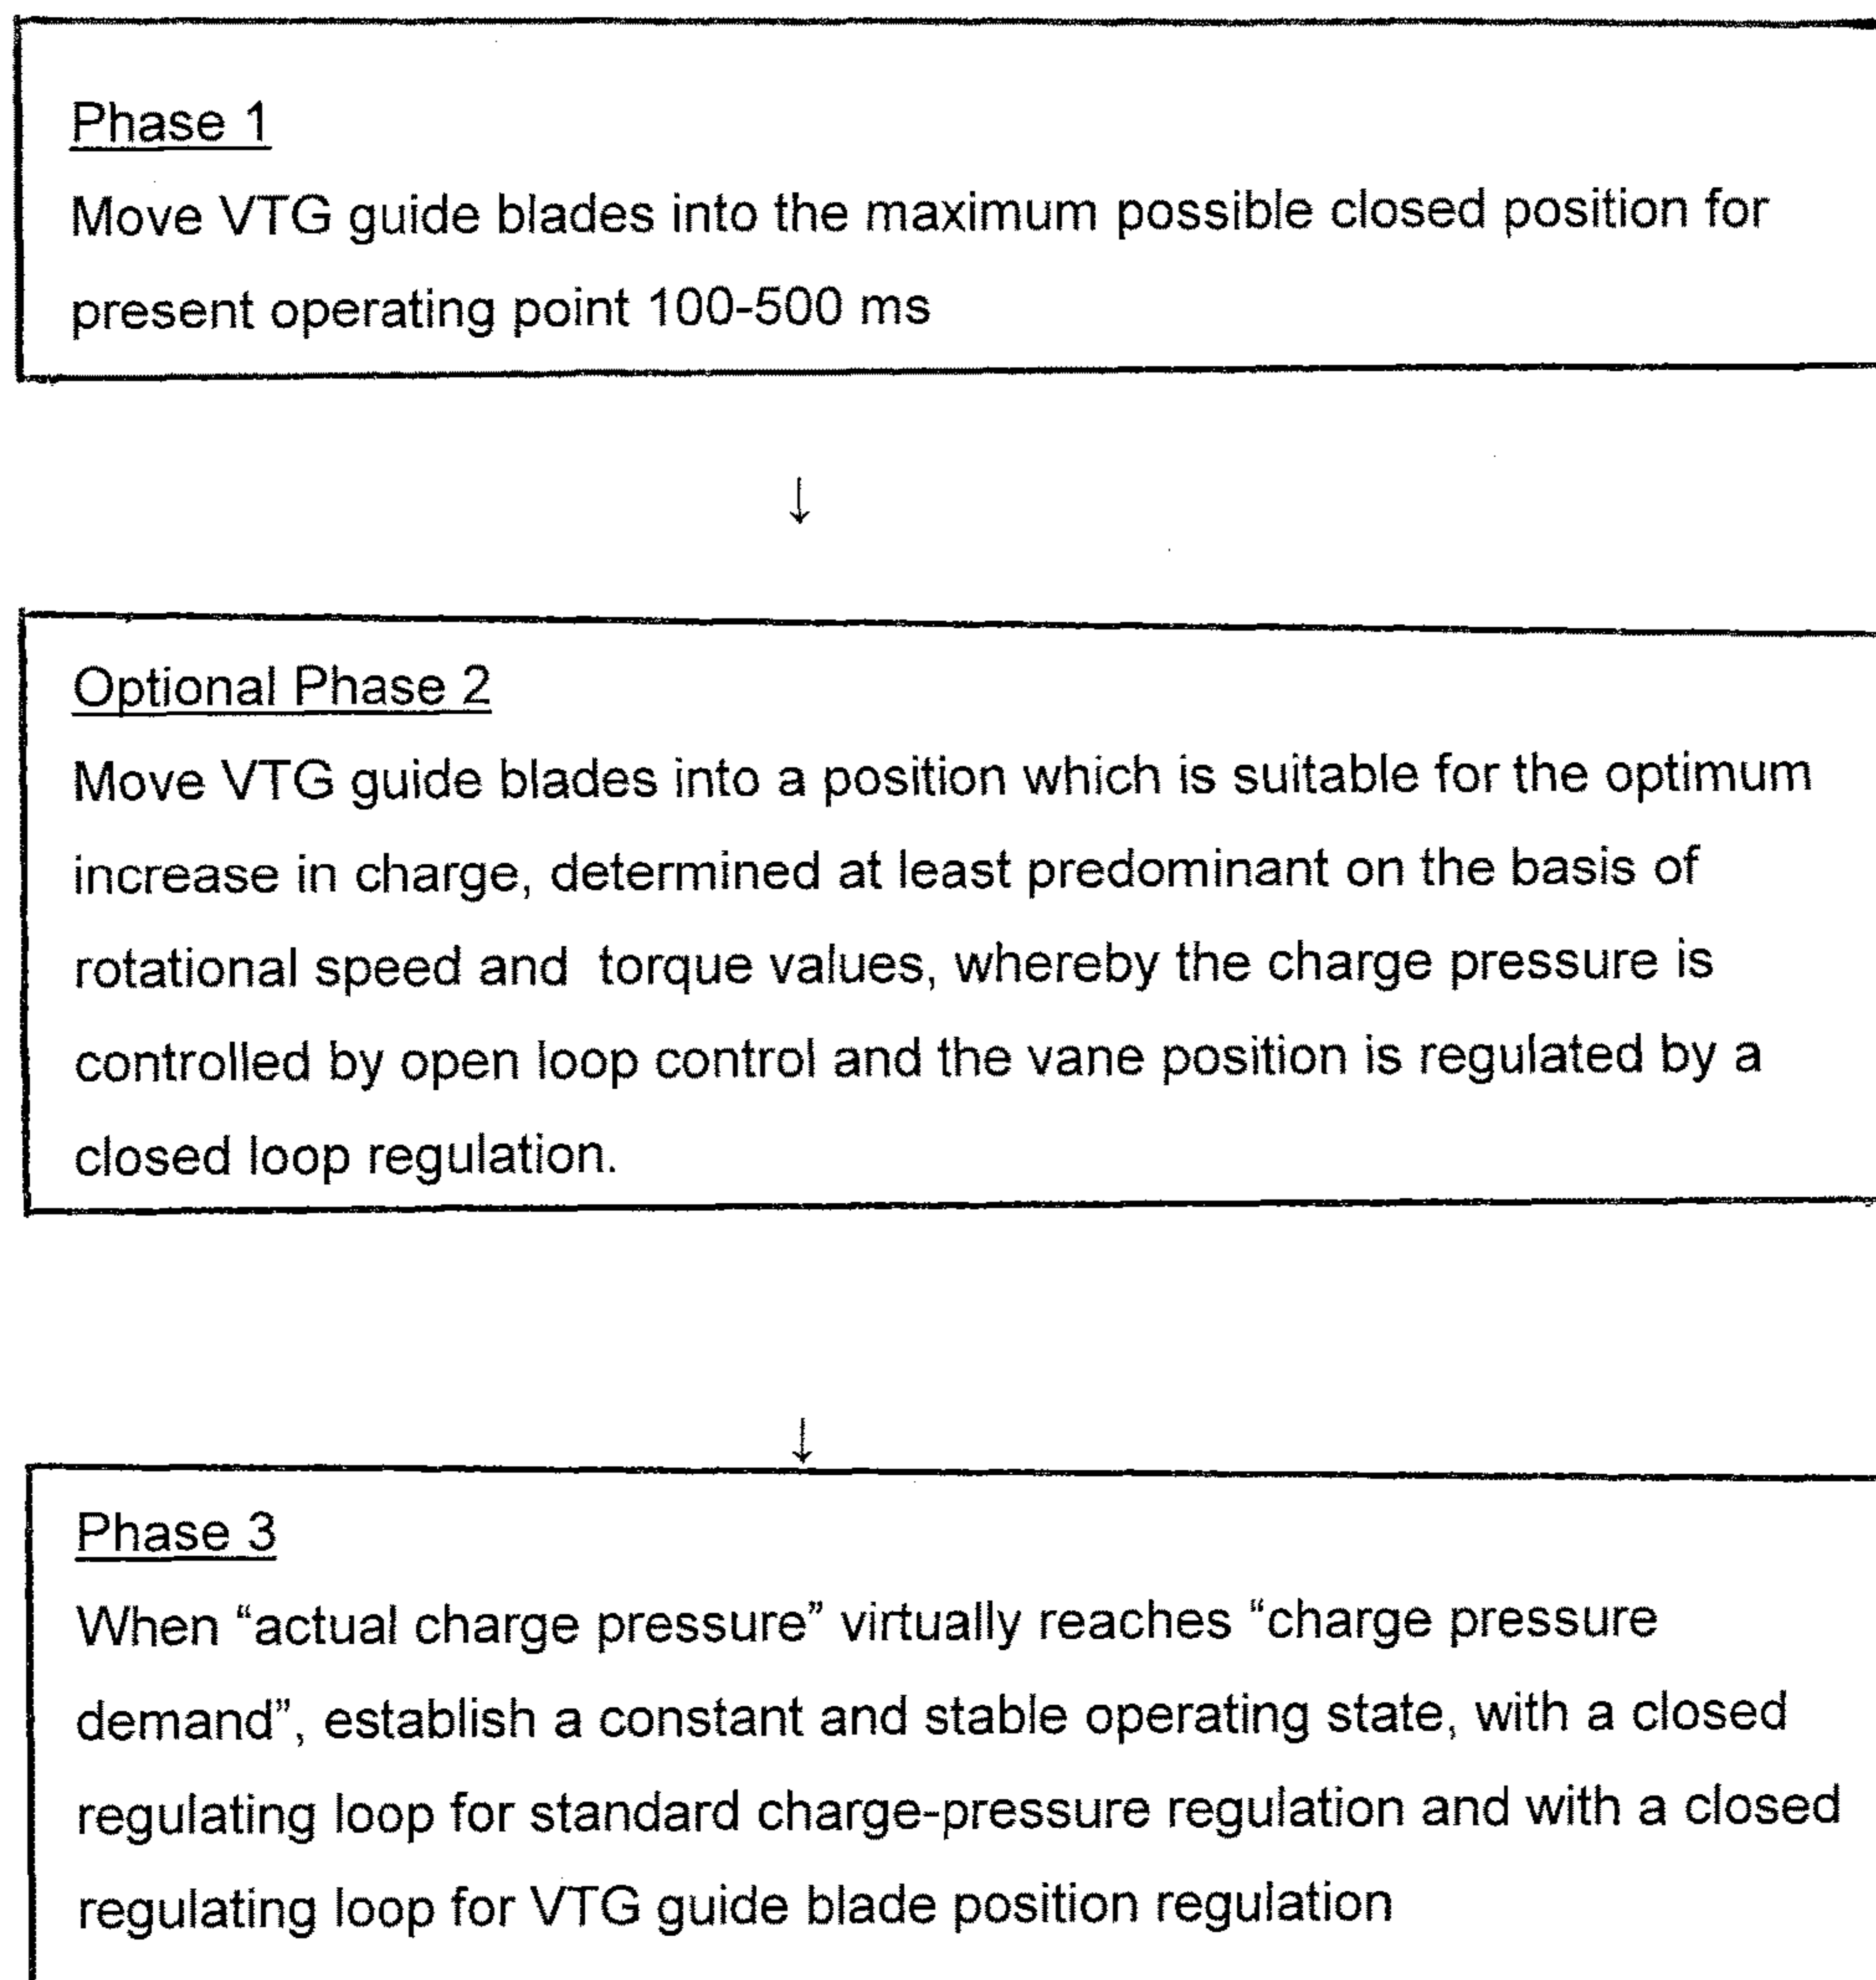 Phase 1
Move VTG guide blades into the maximum possible closed position for
present operating point 100-500 ms
↓
Optional Phase 2
Move VTG guide blades into a position which is suitable for the optimum
increase in charge, determined at least predominant on the basis of
rotational speed and torque values, whereby the charge pressure is
controlled by open loop control and the vane position is regulated by a
closed loop regulation.
↓
Phase 3
When “actual charge pressure” virtually reaches “charge pressure
demand”, establish a constant and stable operating state, with a closed
regulating loop for standard charge-pressure regulation and with a closed
regulating loop for VTG guide blade position regulation